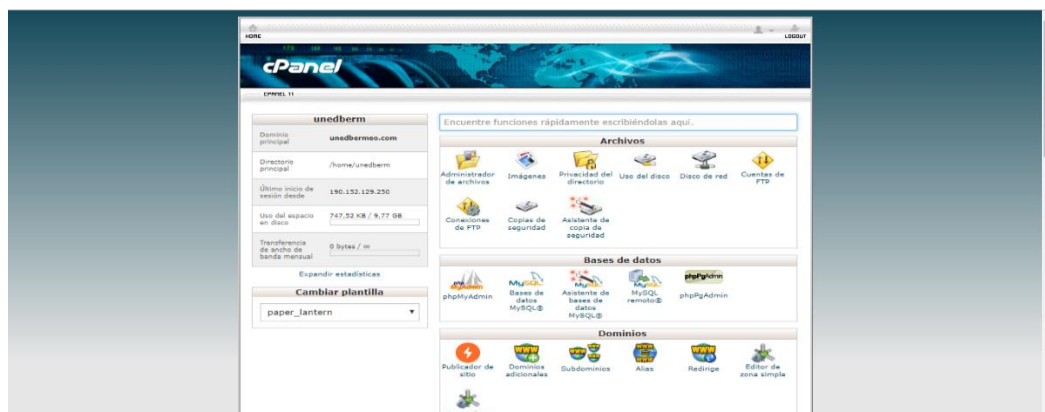 HOME
LOGOUT
cPanel
CPANEL 11
unedberm
Dominio principal
unedbermeo.com
Directorio principal
/home/unedberm
Último inicio de sesión desde
190.152.129.250
Uso del espacio en disco
747,52 KB / 9,77 GB
Transferencia de ancho de banda mensual
0 bytes / ∞
Expandir estadísticas
Cambiar plantilla
paper_lantern
Encuentre funciones rápidamente escribiéndolas aquí.
Archivos
Administrador de archivos
Imágenes
Privacidad del directorio
Uso del disco
Disco de red
Cuentas de FTP
Conexiones de FTP
Copias de seguridad
Asistente de copia de seguridad
Bases de datos
phpMyAdmin
Bases de datos MySQL®
Asistente de bases de datos MySQL®
MySQL remoto®
phpPgAdmin
Dominios
Publicador de sitio
Dominios adicionales
Subdominios
Alias
Redirige
Editor de zona simple